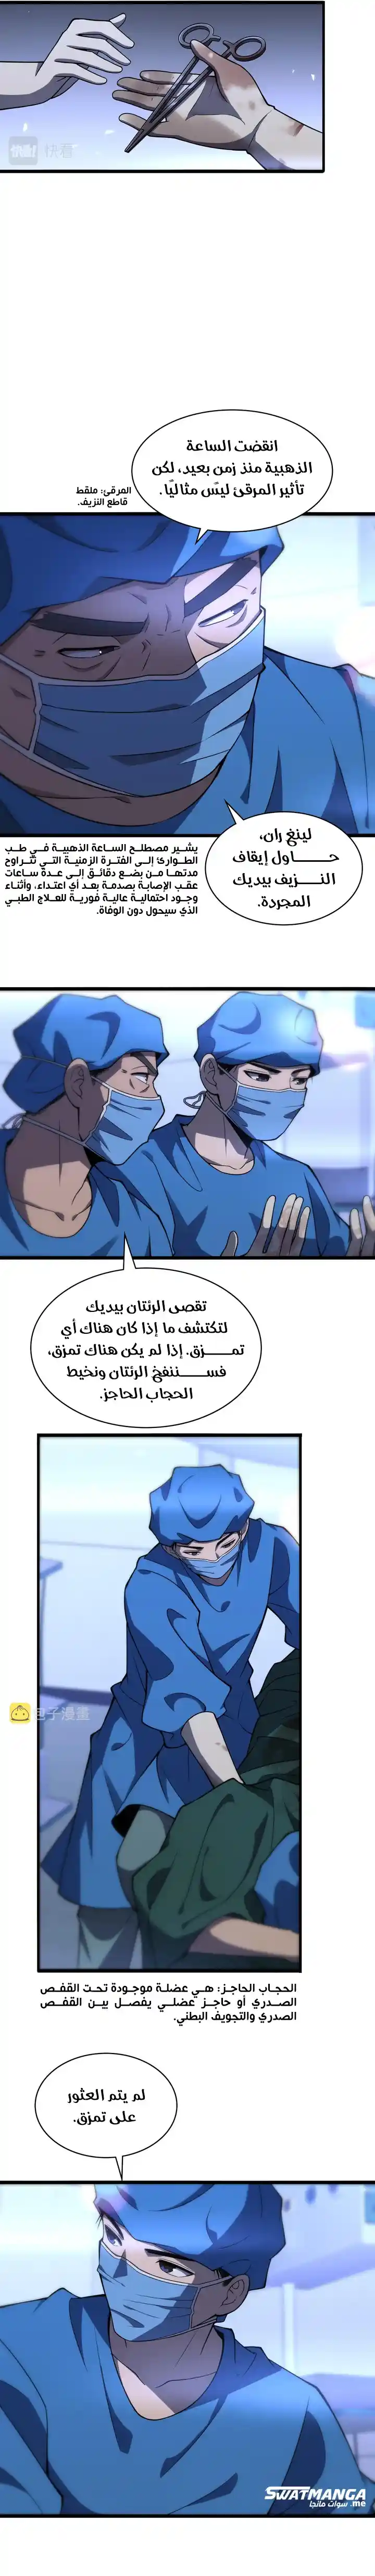 快看! 快看
انقضت الساعة
الذهبية منذ زمن بعيد، لكن
تأثير المرقئ ليس مثاليًا.
المرقئ: ملقط
قاطع النزيف.
لينغ ران،
حاول إيقاف
النزيف بيديك
المجردة.
يشير مصطلح الساعة الذهبية في طب
الطوارئ إلى الفترة الزمنية التي تتراوح
مدتها من بضع دقائق إلى عدة ساعات
عقب الإصابة بصدمة بعد أي اعتداء، وأثناء
وجود احتمالية عالية فورية للعلاج الطبي
الذي سيحول دون الوفاة.
تقصى الرئتان بيديك
لتكتشف ما إذا كان هناك أي
تمزق. إذا لم يكن هناك تمزق،
فسننفخ الرئتان ونخيط
الحجاب الحاجز.
包子漫畫
الحجاب الحاجز: هي عضلة موجودة تحت القفص
الصدري أو حاجز عضلي يفصل بين القفص
الصدري والتجويف البطني.
لم يتم العثور
على تمزق.
SWATMANGA
سوات مانجا .me